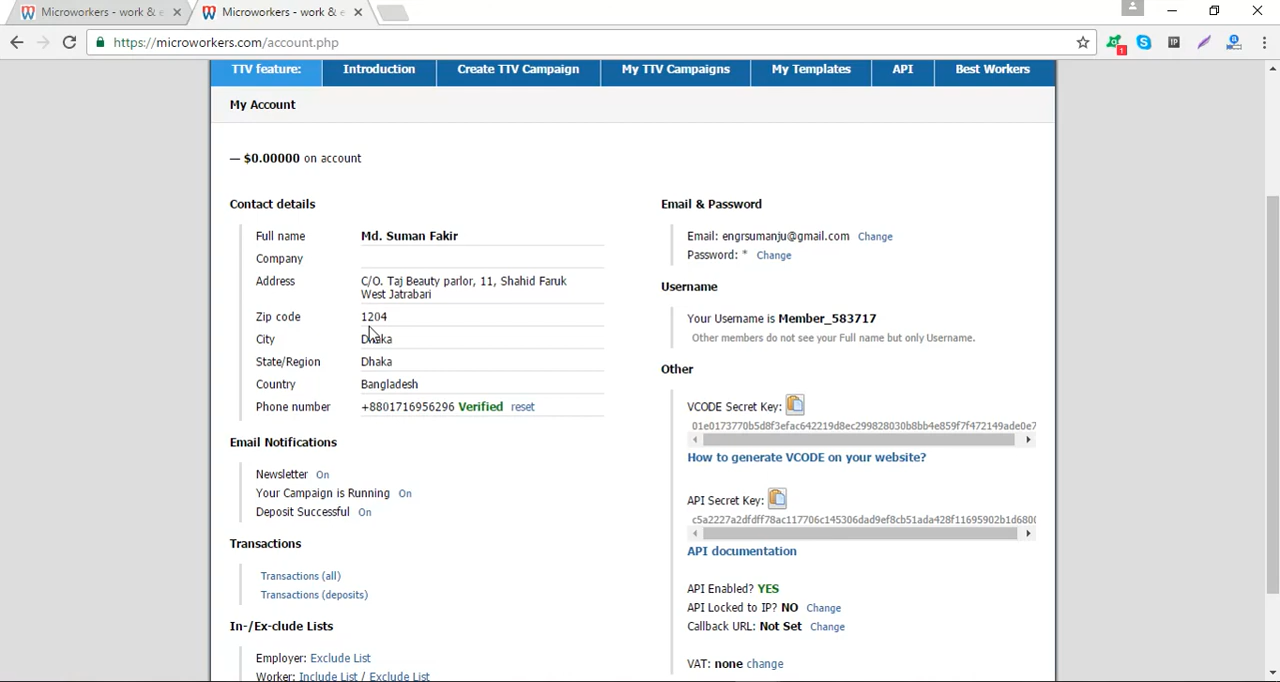 Microworkers - work & e
Microworkers - work & e
https://microworkers.com/account.php
TTV feature: Introduction Create TTV Campaign My TTV Campaigns My Templates API Best Workers
My Account
— $0.00000 on account
Contact details
Full name Md. Suman Fakir
Company
Address C/O. Taj Beauty parlor, 11, Shahid Faruk
West Jatrabari
Zip code 1204
City Dhaka
State/Region Dhaka
Country Bangladesh
Phone number +8801716956296 Verified reset
Email Notifications
Newsletter On
Your Campaign is Running On
Deposit Successful On
Transactions
Transactions (all)
Transactions (deposits)
In-/Ex-clude Lists
Employer: Exclude List
Worker: Include List / Exclude List
Email & Password
Email: engrsumanju@gmail.com Change
Password: * Change
Username
Your Username is Member_583717
Other members do not see your Full name but only Username.
Other
VCODE Secret Key:
01e0173770b5d8f3efac642219d8ec299828030b8bb4e859f7f472149ade0e7
How to generate VCODE on your website?
API Secret Key:
c5a2227a2dfdff78ac117706c145306dad9ef8cb51ada428f11695902b1d6800
API documentation
API Enabled? YES
API Locked to IP? NO Change
Callback URL: Not Set Change
VAT: none change